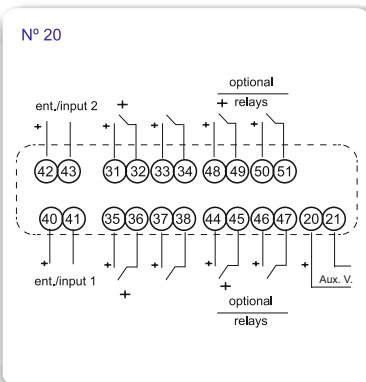 Nº 20
optional
relays
ent./input 2
+ + + + + +
42 43 31 32 33 34 48 49 50 51
40 41 35 36 37 38 44 45 46 47 20 21
+ + + + + + + +
ent./input 1
Aux. V.
optional
relays